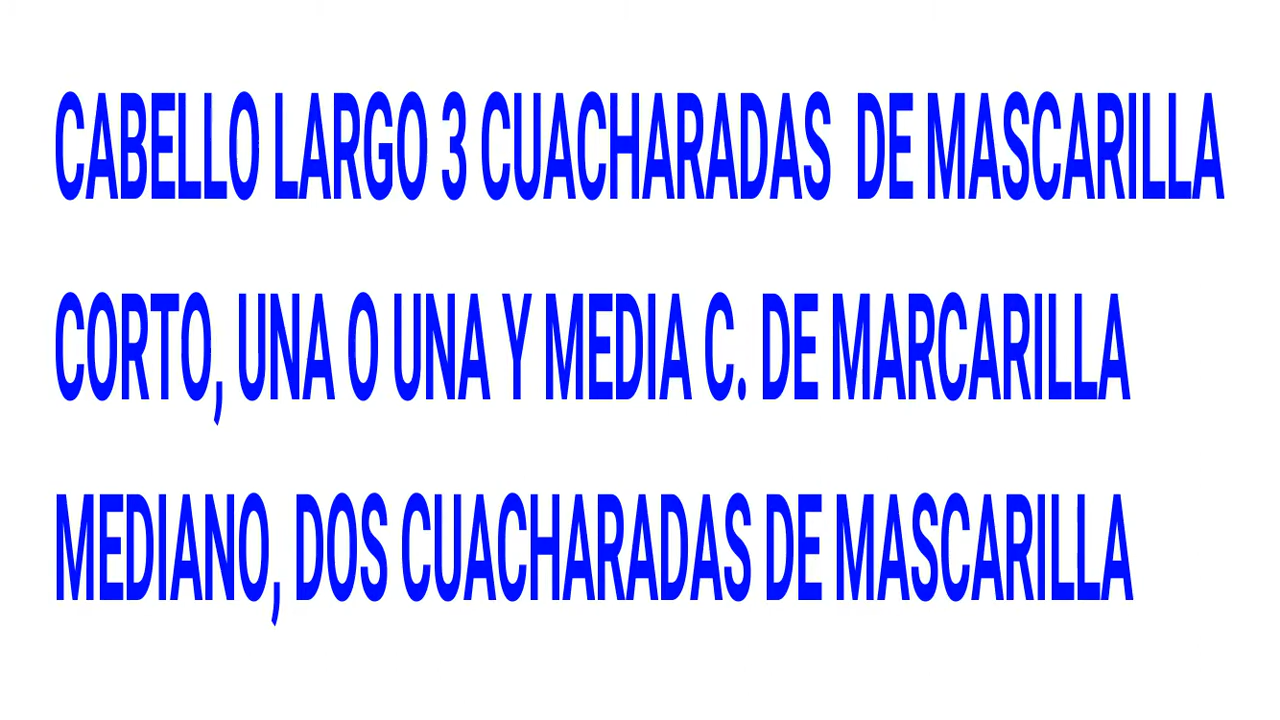 CABELLO LARGO 3 CUACHARADAS DE MASCARILLA
CORTO, UNA O UNA Y MEDIA C. DE MARCARILLA
MEDIANO, DOS CUACHARADAS DE MASCARILLA